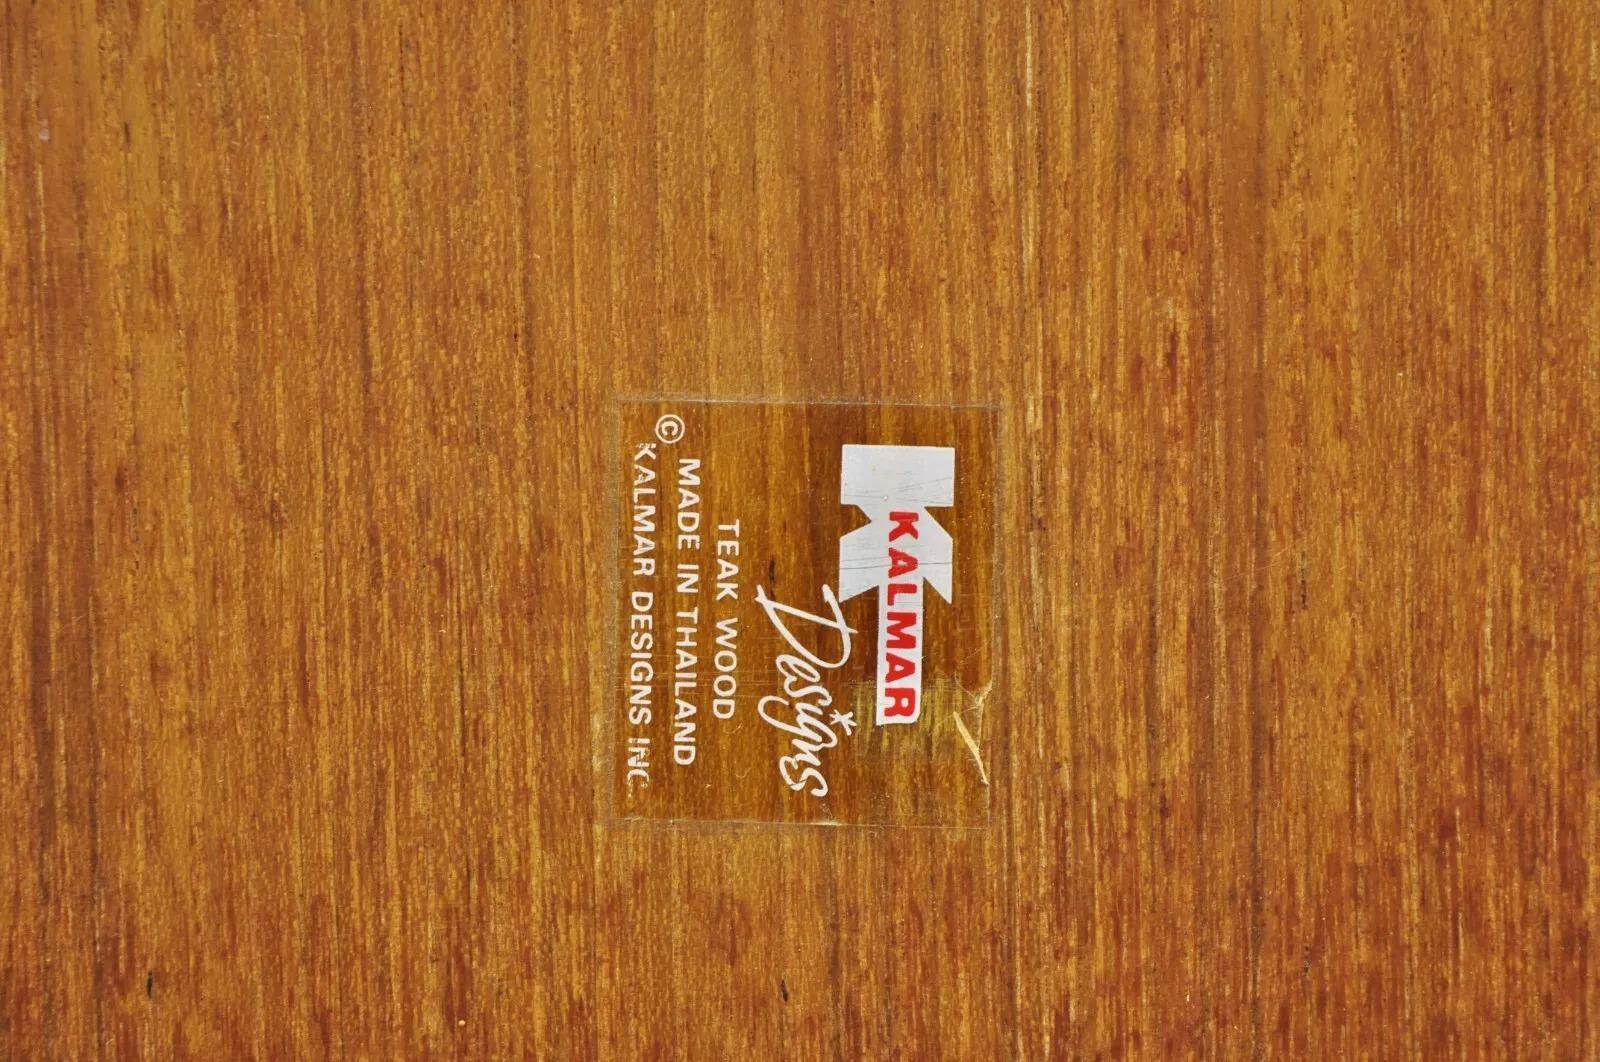 KALMAR
Designs
TEAK WOOD
MADE IN THAILAND
© KALMAR DESIGNS INC.